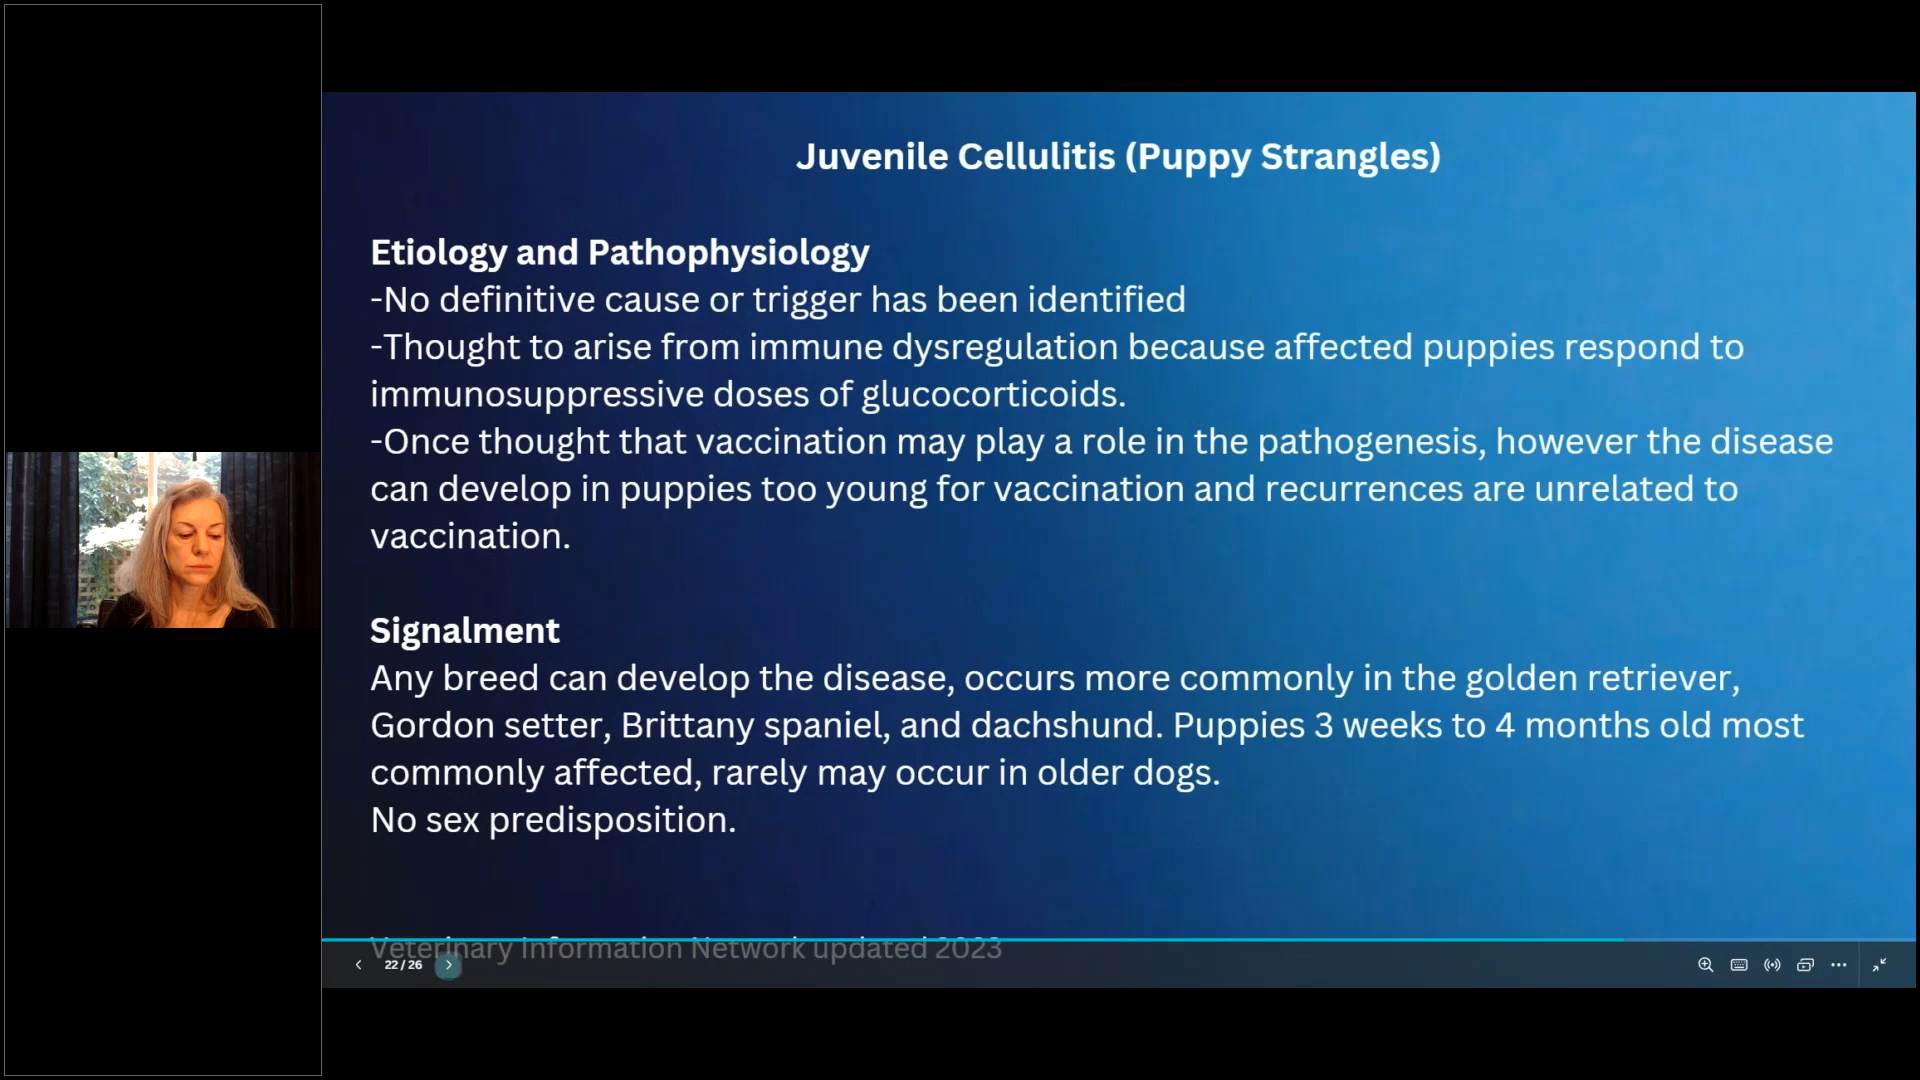 Juvenile Cellulitis (Puppy Strangles)
Etiology and Pathophysiology
-No definitive cause or trigger has been identified
-Thought to arise from immune dysregulation because affected puppies respond to
immunosuppressive doses of glucocorticoids.
-Once thought that vaccination may play a role in the pathogenesis, however the disease
can develop in puppies too young for vaccination and recurrences are unrelated to
vaccination.
Signalment
Any breed can develop the disease, occurs more commonly in the golden retriever,
Gordon setter, Brittany spaniel, and dachshund. Puppies 3 weeks to 4 months old most
commonly affected, rarely may occur in older dogs.
No sex predisposition.
Veterinary Information Network updated 2023
22 / 26